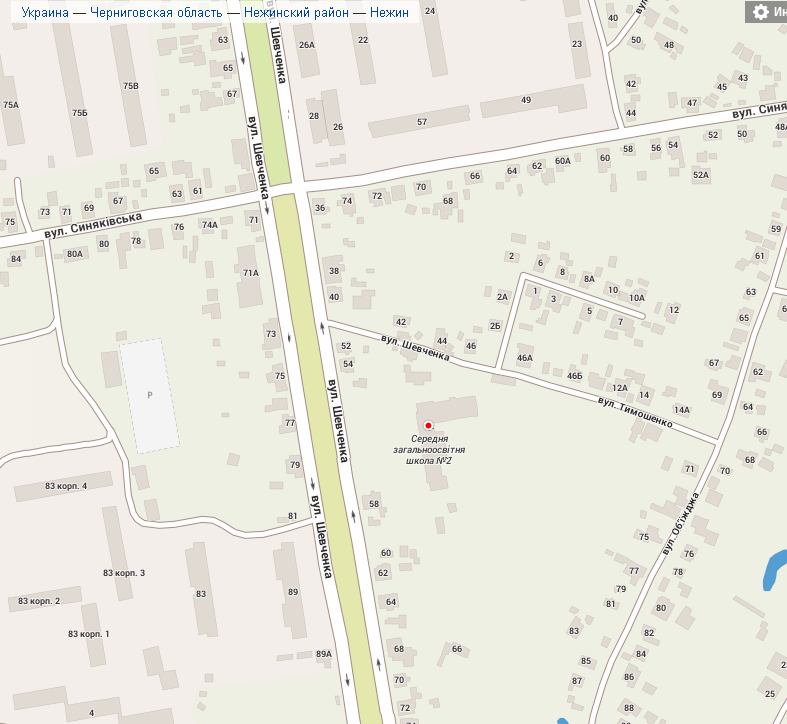 Украина — Черниговская область — Нежинский район — Нежин
40
24
63
26А
22
23
50
48
65
75В
75А
75Б
67
28
26
57
49
42
44
47
45
43
вул. Шевченка
вул. Шевченка
вул. Синя
48А
50
52
54
56
58
60
60А
62
64
66
52А
65
63
61
67
69
71
73
75
вул. Синяківська
84
80А
80
78
76
74А
71
36
74
72
70
68
59
61
63
65
71А
38
40
2
6
8
8А
10
10А
12
2А
1
3
5
7
2Б
42
44
46
вул. Шевченка
73
52
54
46А
46Б
12А
14
14А
вул. Тимошенко
67
69
62
64
66
68
P
75
77
79
вул. Шевченка
Середня
загальноосвітня
школа №2
71
70
83 корп. 4
81
вул. Шевченка
58
60
62
64
66
68
70
72
вул. Об'їжджа
75
76
77
78
79
80
81
82
83
84
85
86
87
88
83 корп. 3
83 корп. 2
83 корп. 1
83
89
89А
4
25